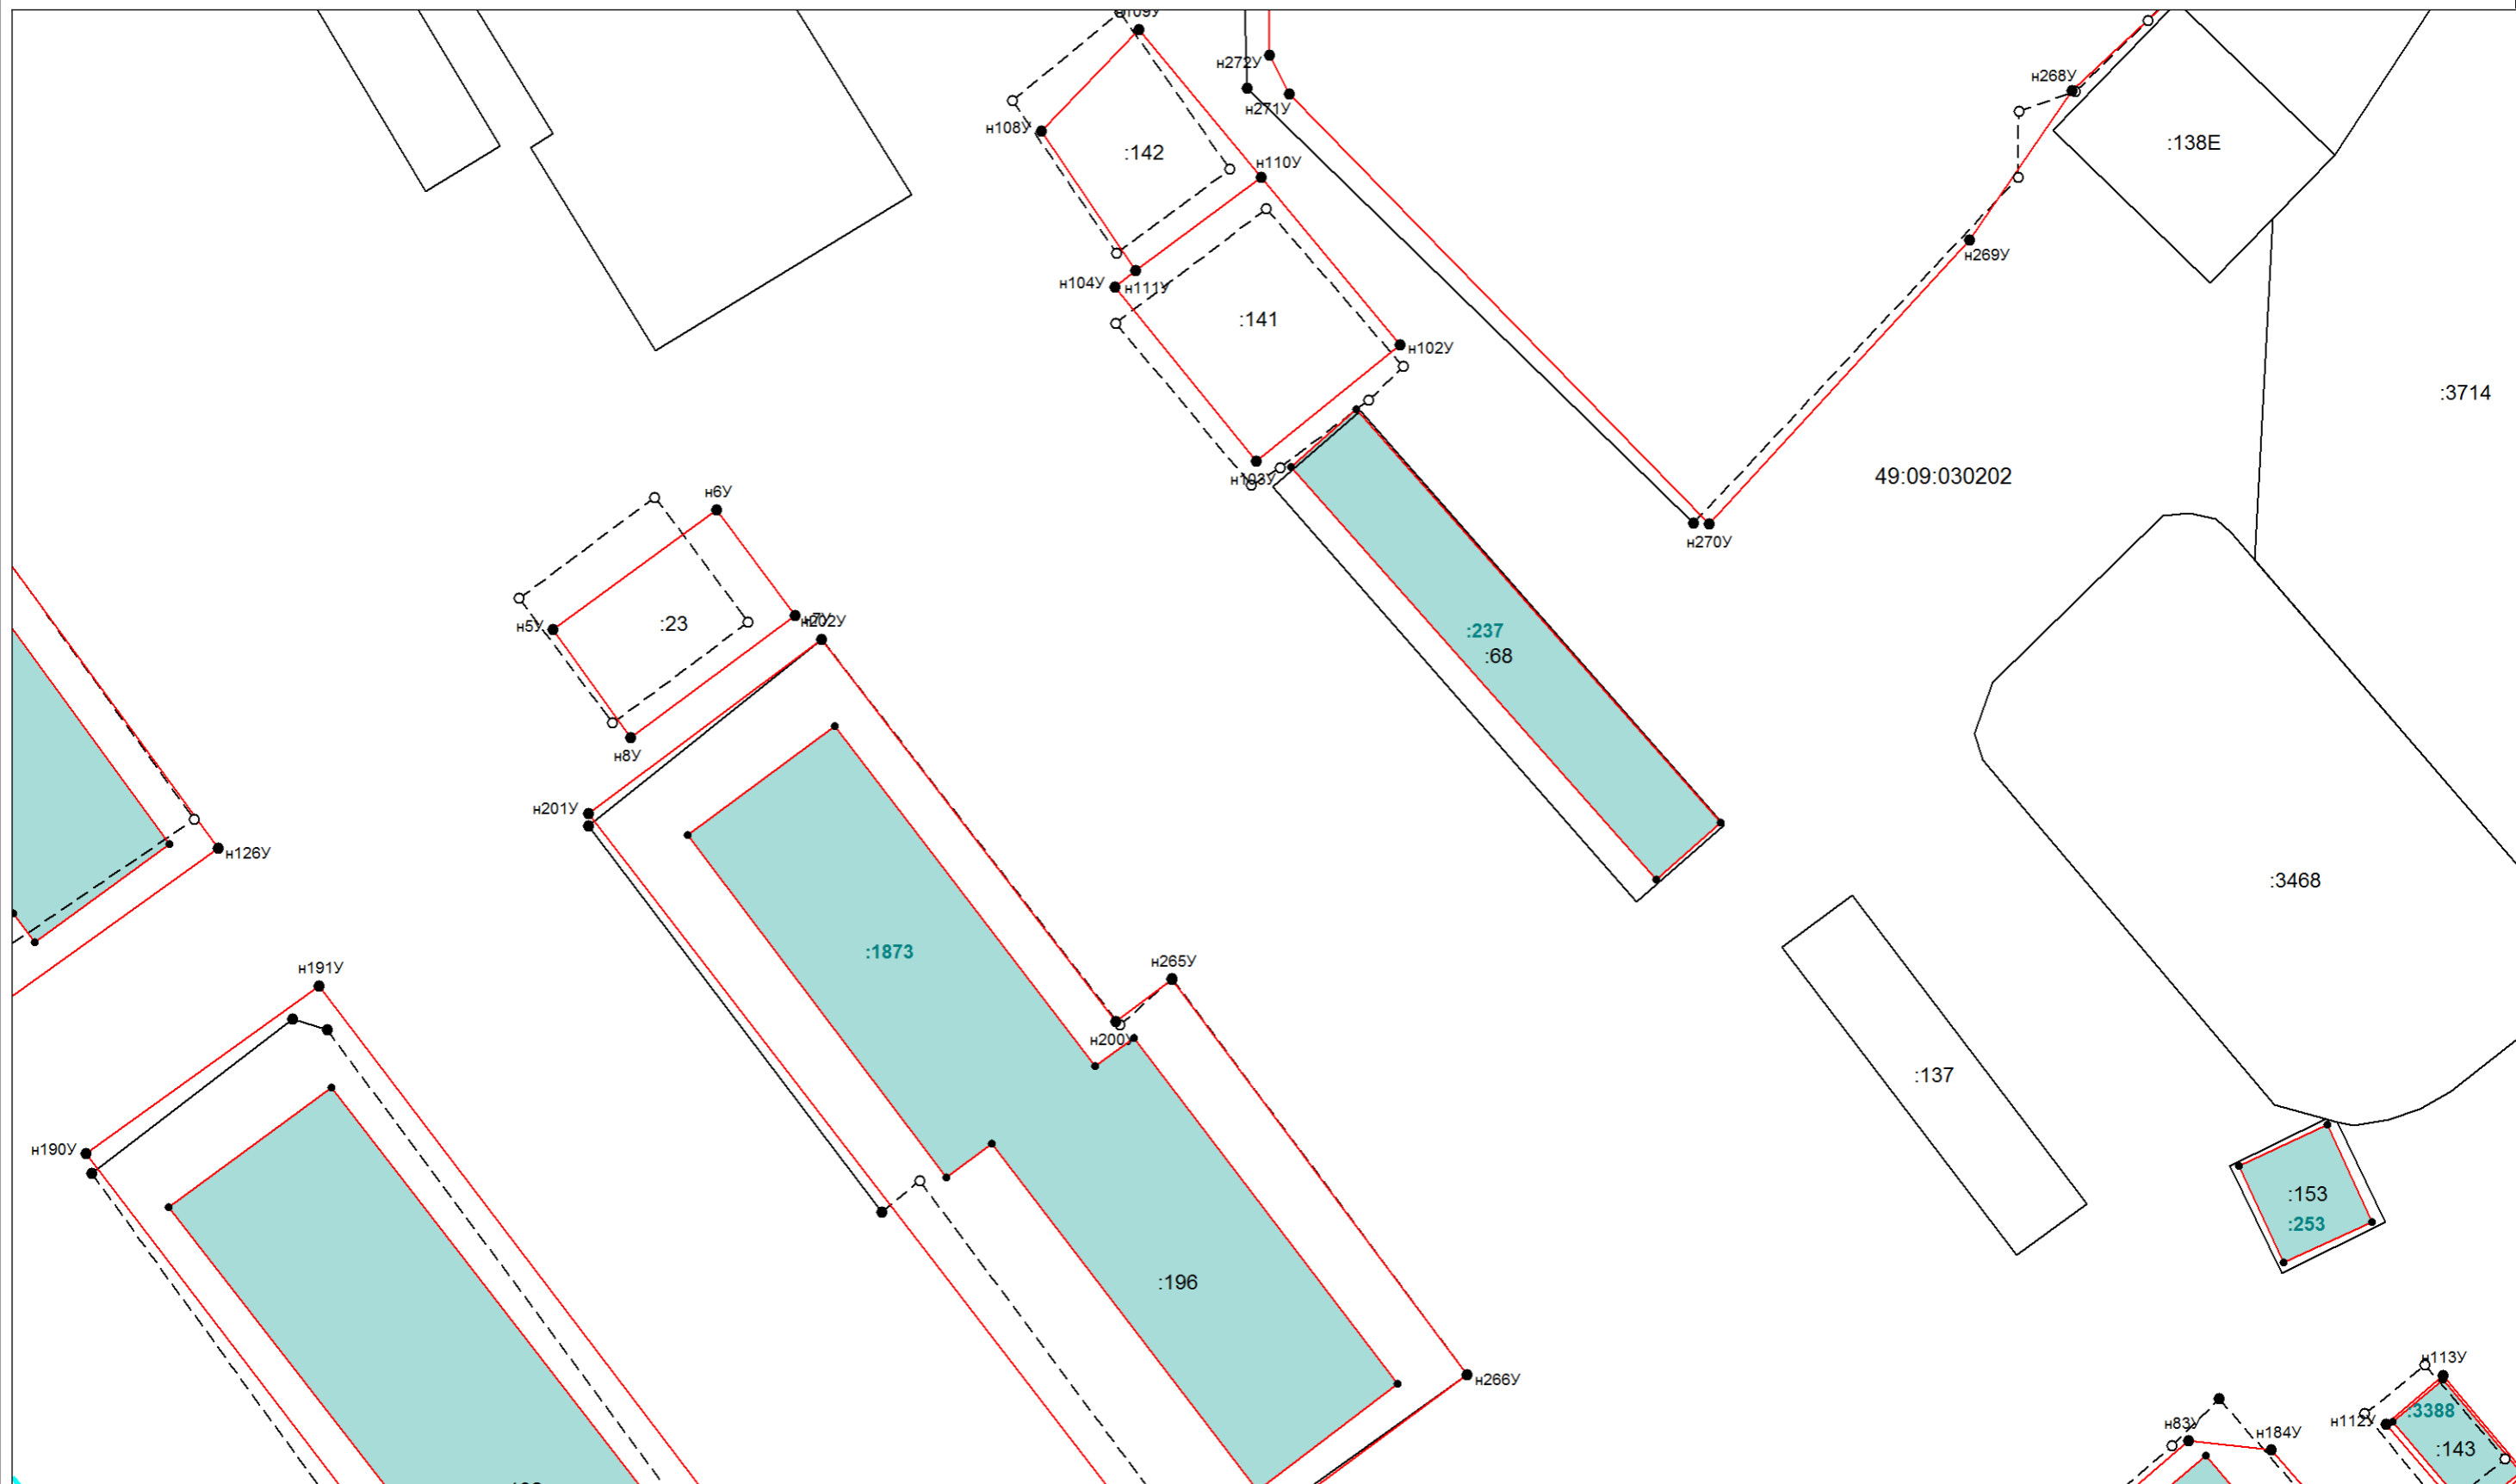 н109У
н272У
н268У
н271У
н108У
:142
:138Е
н110У
н269У
н104У
н111У
:141
н102У
:3714
н103У
49:09:030202
н6У
н270У
н5У
:23
н202У
:237
:68
н8У
н201У
н126У
:3468
:1873
н265У
н191У
н200У
:137
н190У
:153
:253
:196
н113У
н266У
:3388
н112У
н83У
н184У
:143